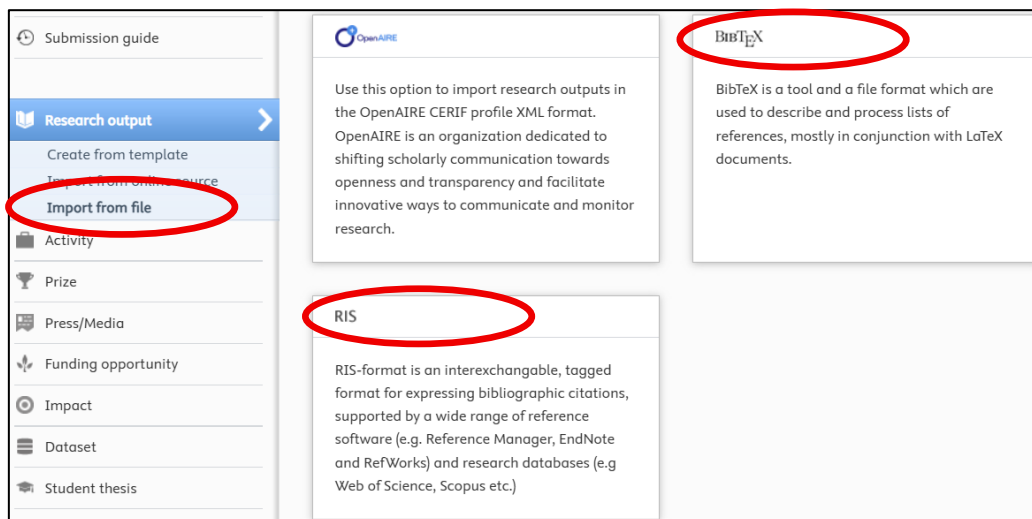 Submission guide
Research output
Create from template
Import from online source
Import from file
Activity
Prize
Press/Media
Funding opportunity
Impact
Dataset
Student thesis
OpenAIRE
Use this option to import research outputs in
the OpenAIRE CERIF profile XML format.
OpenAIRE is an organization dedicated to
shifting scholarly communication towards
openness and transparency and facilitate
innovative ways to communicate and monitor
research.
BIBTEX
BibTeX is a tool and a file format which are
used to describe and process lists of
references, mostly in conjunction with LaTeX
documents.
RIS
RIS-format is an interexchangable, tagged
format for expressing bibliographic citations,
supported by a wide range of reference
software (e.g. Reference Manager, EndNote
and RefWorks) and research databases (e.g
Web of Science, Scopus etc.)